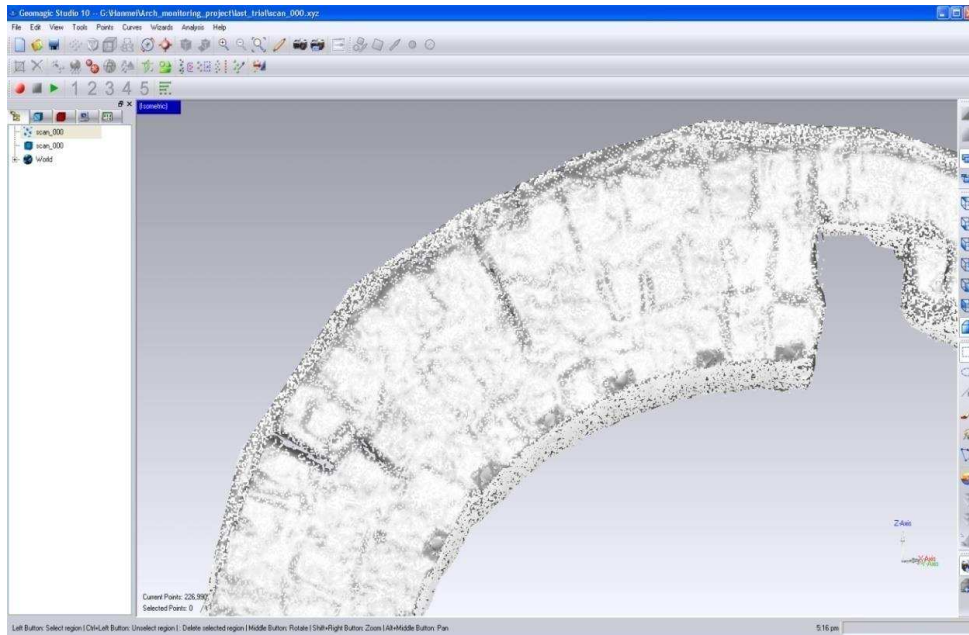 Geomagic Studio 10 -- G:\Hanmei\Arch_monitoring_project\last_trial\scan_000.xyz
File Edit View Tools Points Curves Wizards Analysis Help
1 2 3 4 5
(Isometric)
scan_000
scan_000
World
Z-Axis
X-Axis
Y-Axis
Current Points: 226,990
Selected Points: 0
Left Button: Select region | Ctrl+Left Button: Unselect region | : Delete selected region | Middle Button: Rotate | Shift+Right Button: Zoom | Alt+Middle Button: Pan
5:16 pm